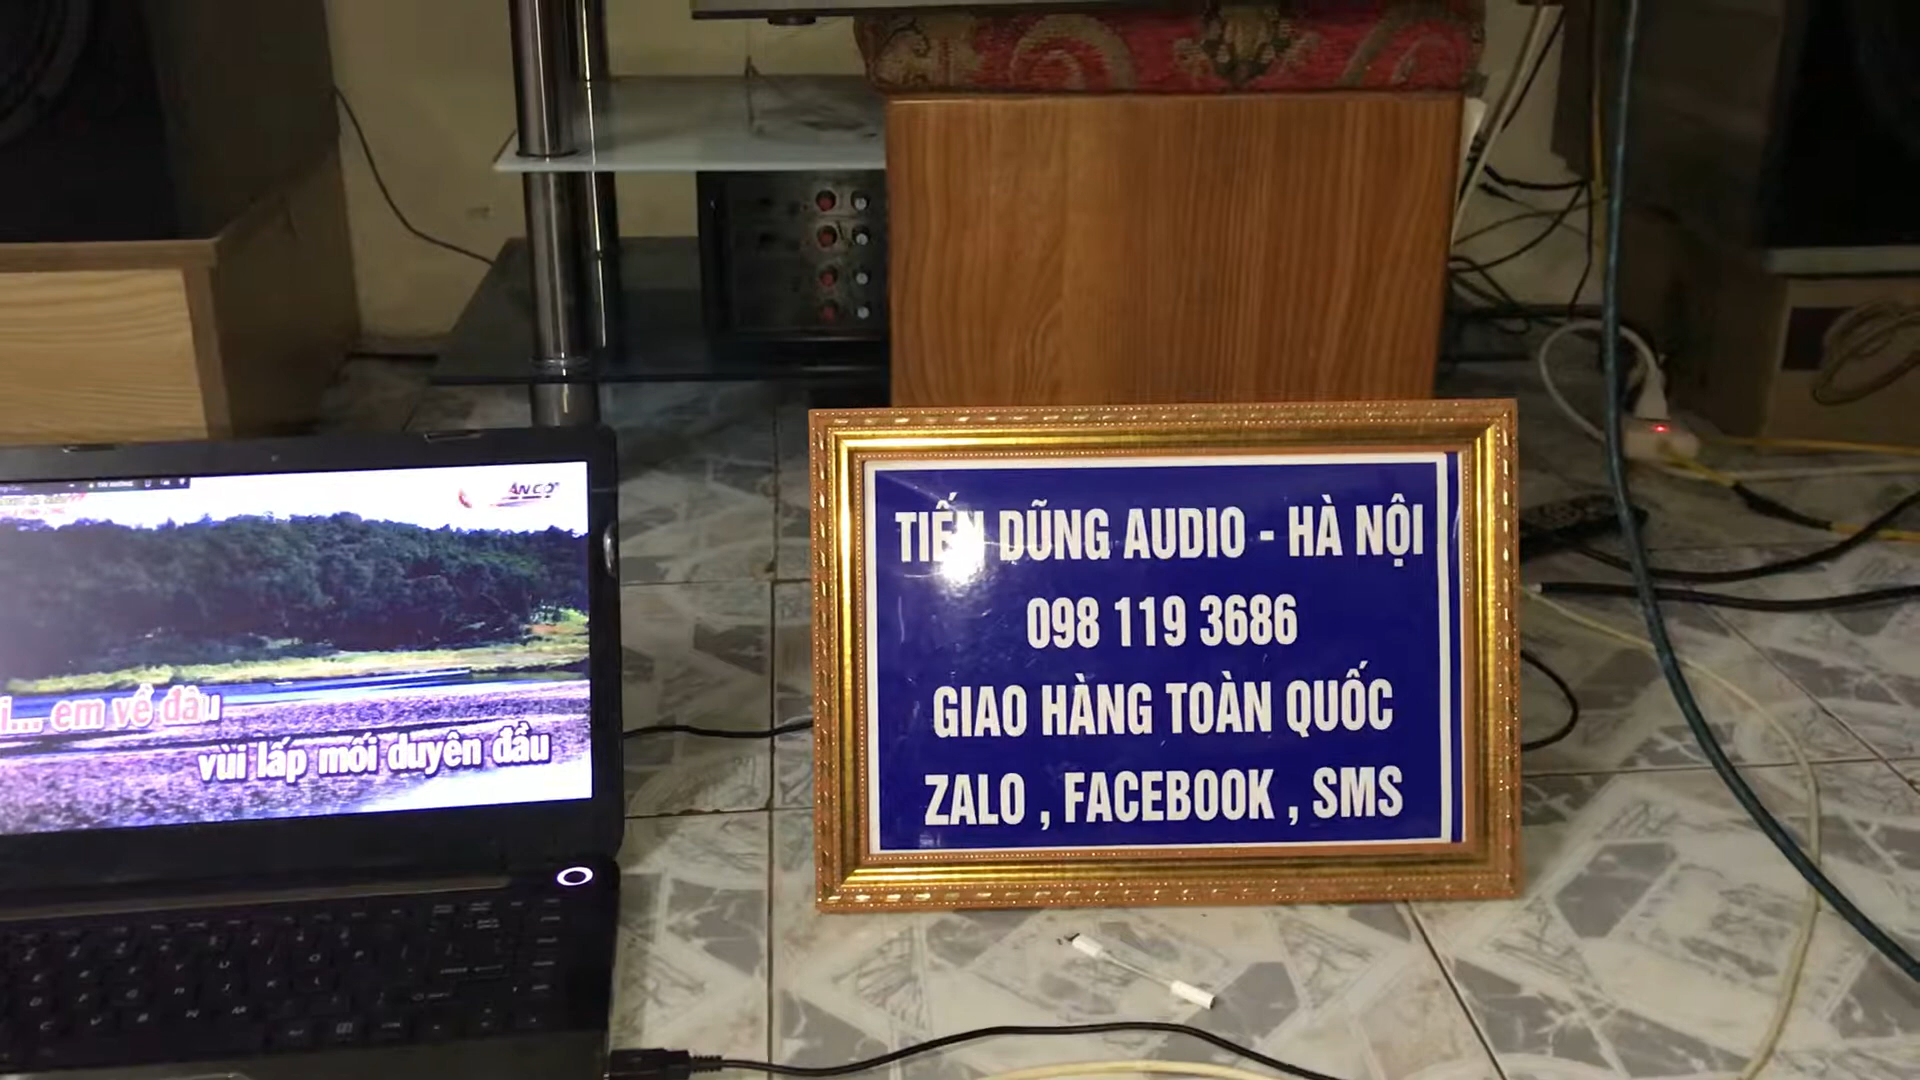 i... em về đâu
vùi lấp mối duyên đầu
TIẾN DŨNG AUDIO - HÀ NỘI
098 119 3686
GIAO HÀNG TOÀN QUỐC
ZALO , FACEBOOK , SMS